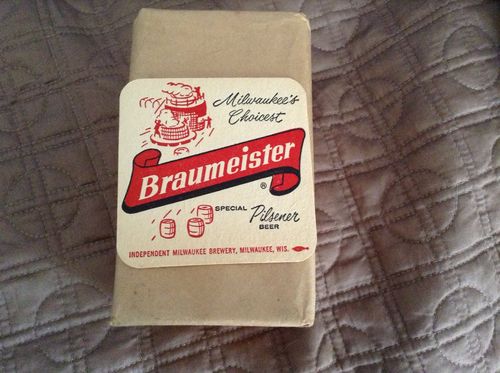 Milwaukee's
Choicest
Braumeister
®
SPECIAL Pilsener
BEER
INDEPENDENT MILWAUKEE BREWERY, MILWAUKEE, WIS.